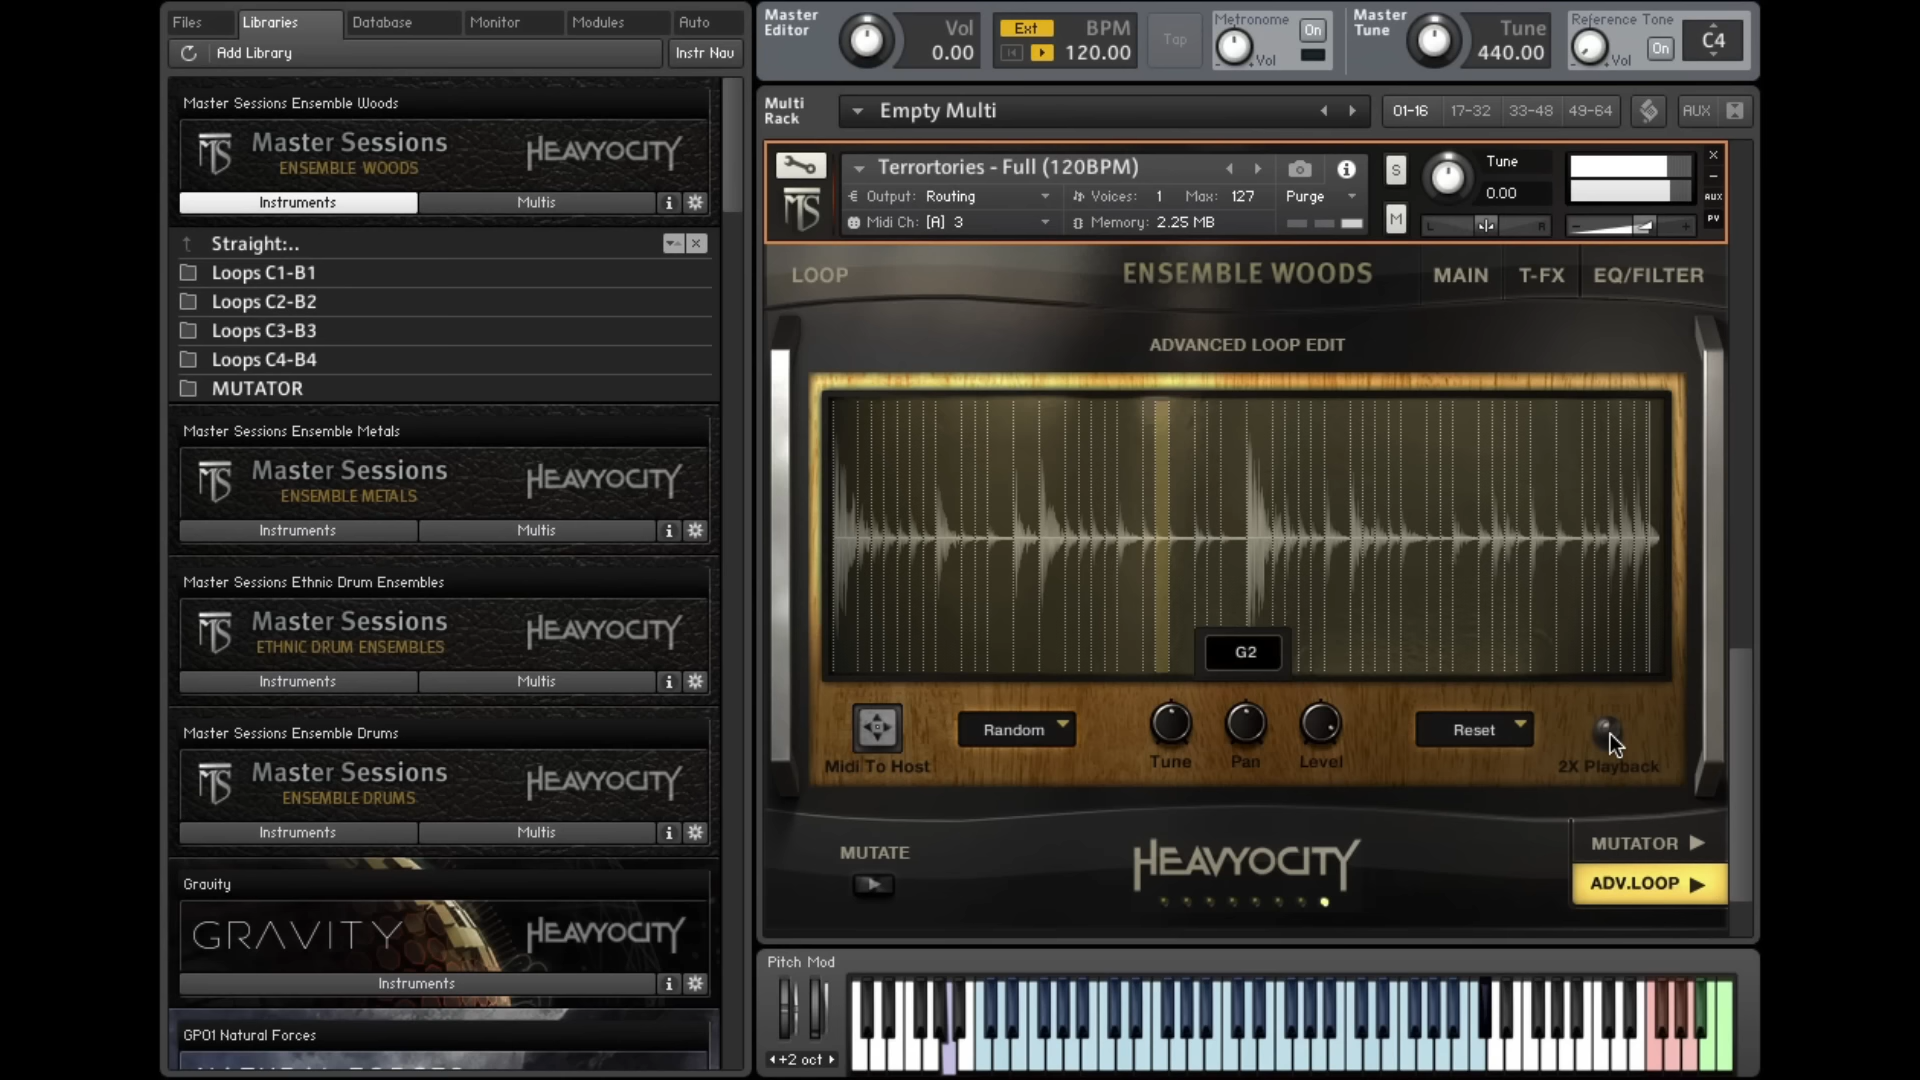 Files
Libraries
Database
Monitor
Modules
Auto
Add Library
Instr Nav
Master Sessions Ensemble Woods
MS
Master Sessions
ENSEMBLE WOODS
HEAVYOCITY
Instruments
Multis
i
Straight:..
Loops C1-B1
Loops C2-B2
Loops C3-B3
Loops C4-B4
MUTATOR
Master Sessions Ensemble Metals
MS
Master Sessions
ENSEMBLE METALS
HEAVYOCITY
Instruments
Multis
i
Master Sessions Ethnic Drum Ensembles
MS
Master Sessions
ETHNIC DRUM ENSEMBLES
HEAVYOCITY
Instruments
Multis
i
Master Sessions Ensemble Drums
MS
Master Sessions
ENSEMBLE DRUMS
HEAVYOCITY
Instruments
Multis
i
Gravity
GRAVITY
HEAVYOCITY
Instruments
i
GP01 Natural Forces
Master
Editor
Vol
0.00
Ext
BPM
120.00
Tap
Metronome
On
Vol
Master
Tune
Tune
440.00
Reference Tone
On
Vol
C4
Multi
Rack
Empty Multi
01-16
17-32
33-48
49-64
AUX
Terrortories - Full (120BPM)
i
MS
Output: Routing
Voices: 1
Max: 127
Purge
Midi Ch: [A] 3
Memory: 2.25 MB
S
M
Tune
0.00
L
R
AUX
PV
LOOP
ENSEMBLE WOODS
MAIN
T-FX
EQ/FILTER
ADVANCED LOOP EDIT
G2
Midi To Host
Random
Tune
Pan
Level
Reset
2X Playback
MUTATE
HEAVYOCITY
MUTATOR
ADV.LOOP
Pitch Mod
+2 oct